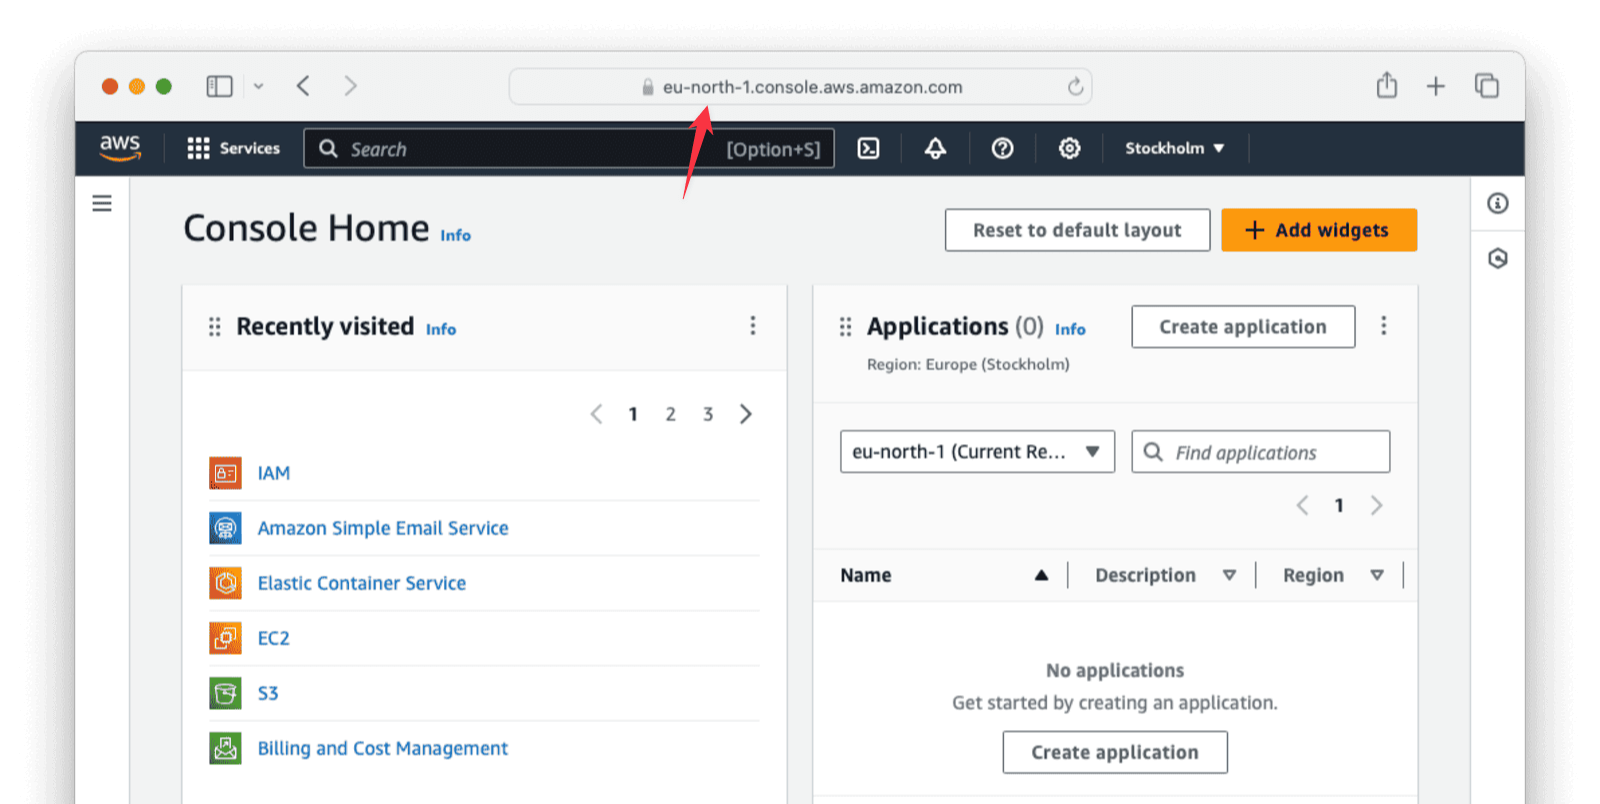 eu-north-1.console.aws.amazon.com
aws Services Search [Option+S] Stockholm
Console Home Info
Reset to default layout
Add widgets
Recently visited Info
1 2 3
IAM
Amazon Simple Email Service
Elastic Container Service
EC2
S3
Billing and Cost Management
Applications (0) Info
Create application
Region: Europe (Stockholm)
eu-north-1 (Current Re...
Find applications
1
Name Description Region
No applications
Get started by creating an application.
Create application